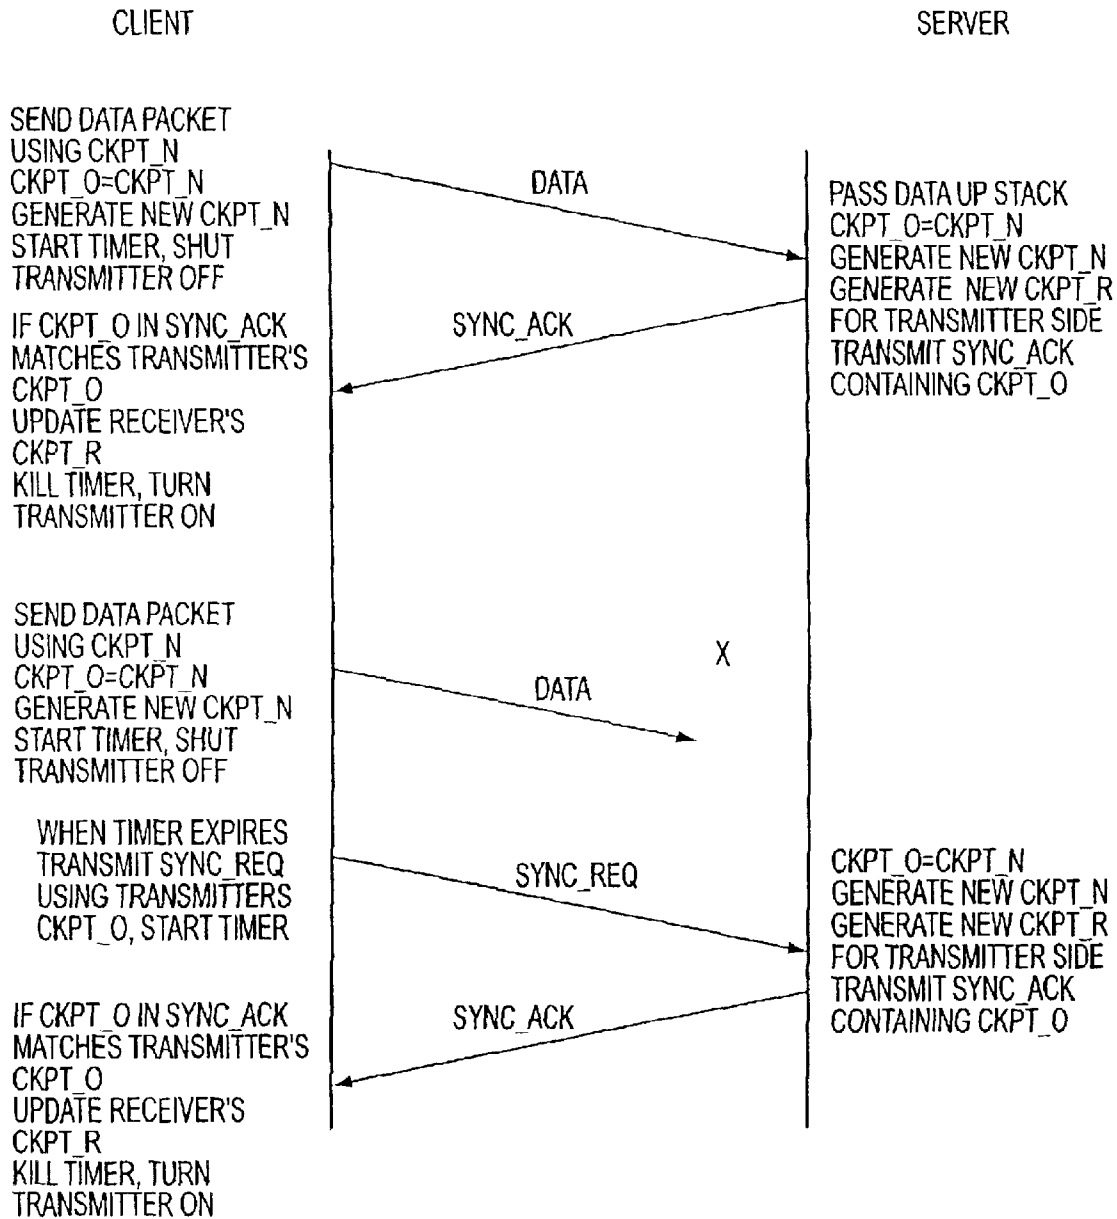 CLIENT
SERVER
SEND DATA PACKET
USING CKPT_N
CKPT_O=CKPT_N
GENERATE NEW CKPT_N
START TIMER, SHUT
TRANSMITTER OFF
DATA
PASS DATA UP STACK
CKPT_O=CKPT_N
GENERATE NEW CKPT_N
GENERATE NEW CKPT_R
FOR TRANSMITTER SIDE
TRANSMIT SYNC_ACK
CONTAINING CKPT_O
SYNC_ACK
IF CKPT_O IN SYNC_ACK
MATCHES TRANSMITTER'S
CKPT_O
UPDATE RECEIVER'S
CKPT_R
KILL TIMER, TURN
TRANSMITTER ON
SEND DATA PACKET
USING CKPT_N
CKPT_O=CKPT_N
GENERATE NEW CKPT_N
START TIMER, SHUT
TRANSMITTER OFF
DATA
X
WHEN TIMER EXPIRES
TRANSMIT SYNC_REQ
USING TRANSMITTERS
CKPT_O, START TIMER
SYNC_REQ
CKPT_O=CKPT_N
GENERATE NEW CKPT_N
GENERATE NEW CKPT_R
FOR TRANSMITTER SIDE
TRANSMIT SYNC_ACK
CONTAINING CKPT_O
SYNC_ACK
IF CKPT_O IN SYNC_ACK
MATCHES TRANSMITTER'S
CKPT_O
UPDATE RECEIVER'S
CKPT_R
KILL TIMER, TURN
TRANSMITTER ON